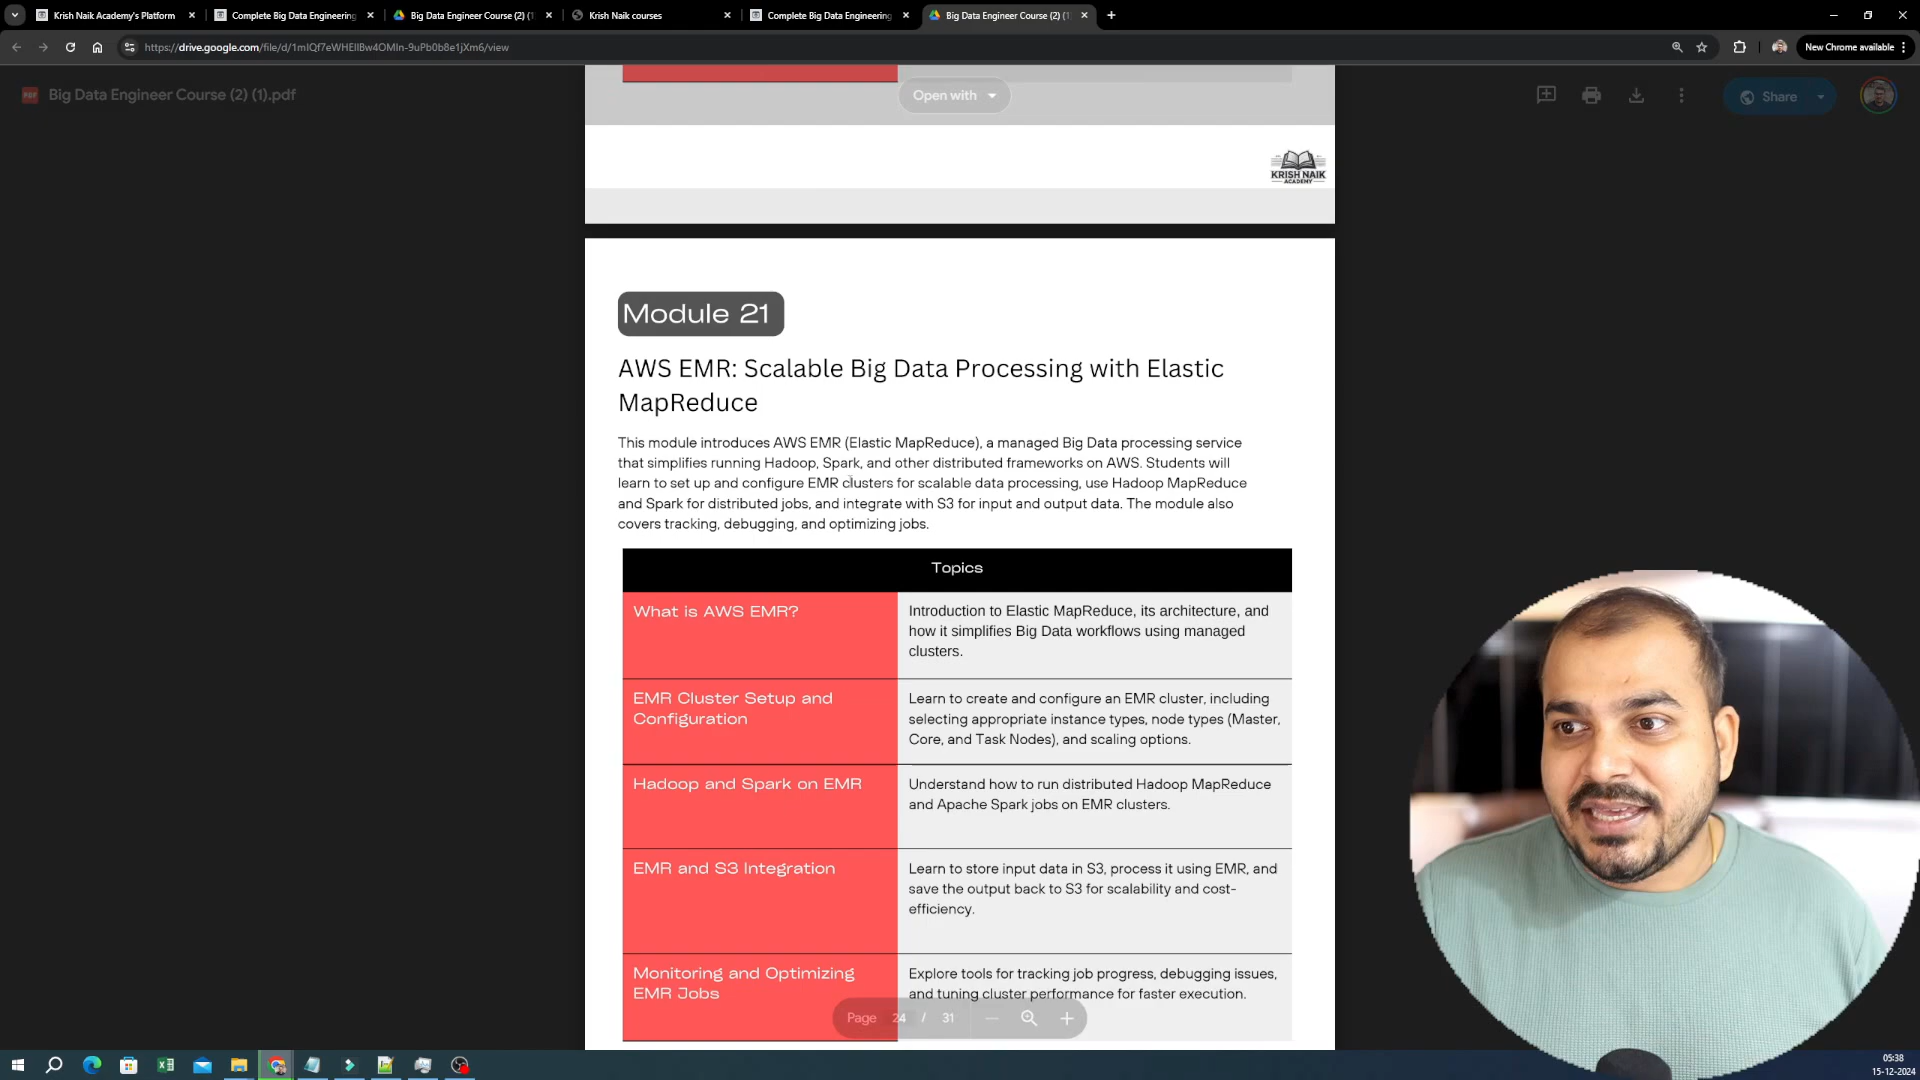 Krish Naik Academy's Platform
Complete Big Data Engineering
Big Data Engineer Course (2) (1
Krish Naik courses
Complete Big Data Engineering
Big Data Engineer Course (2) (1
New Chrome available
Big Data Engineer Course (2) (1).pdf
Open with
Share
KRISH NAIK
ACADEMY
Module 21
AWS EMR: Scalable Big Data Processing with Elastic
MapReduce
This module introduces AWS EMR (Elastic MapReduce), a managed Big Data processing service
that simplifies running Hadoop, Spark, and other distributed frameworks on AWS. Students will
learn to set up and configure EMR clusters for scalable data processing, use Hadoop MapReduce
and Spark for distributed jobs, and integrate with S3 for input and output data. The module also
covers tracking, debugging, and optimizing jobs.
Topics
What is AWS EMR?
Introduction to Elastic MapReduce, its architecture, and
how it simplifies Big Data workflows using managed
clusters.
EMR Cluster Setup and
Configuration
Learn to create and configure an EMR cluster, including
selecting appropriate instance types, node types (Master,
Core, and Task Nodes), and scaling options.
Hadoop and Spark on EMR
Understand how to run distributed Hadoop MapReduce
and Apache Spark jobs on EMR clusters.
EMR and S3 Integration
Learn to store input data in S3, process it using EMR, and
save the output back to S3 for scalability and cost-
efficiency.
Monitoring and Optimizing
EMR Jobs
Explore tools for tracking job progress, debugging issues,
and tuning cluster performance for faster execution.
Page 24 / 31
05:38
15-12-2024